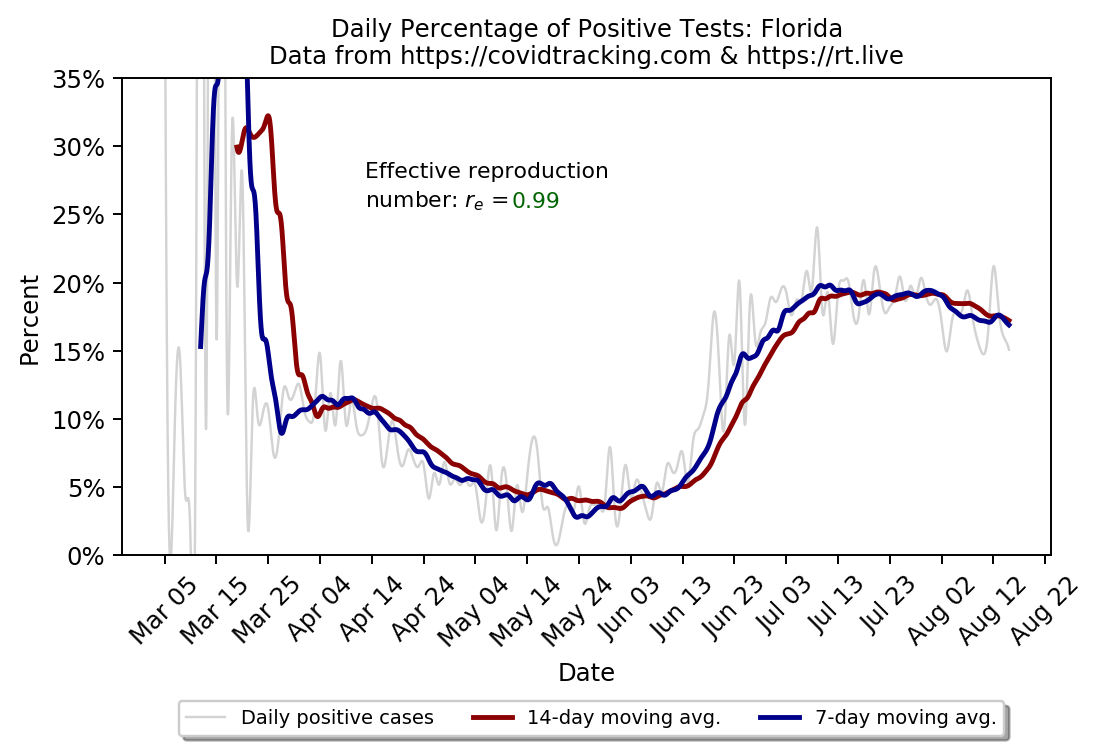 Daily Percentage of Positive Tests: Florida
Data from https://covidtracking.com & https://rt.live
35%
30%
25%
20%
15%
10%
5%
0%
Percent
Effective reproduction
number: re = 0.99
Mar 05
Mar 15
Mar 25
Apr 04
Apr 14
Apr 24
May 04
May 14
May 24
Jun 03
Jun 13
Jun 23
Jul 03
Jul 13
Jul 23
Aug 02
Aug 12
Aug 22
Date
Daily positive cases
14-day moving avg.
7-day moving avg.